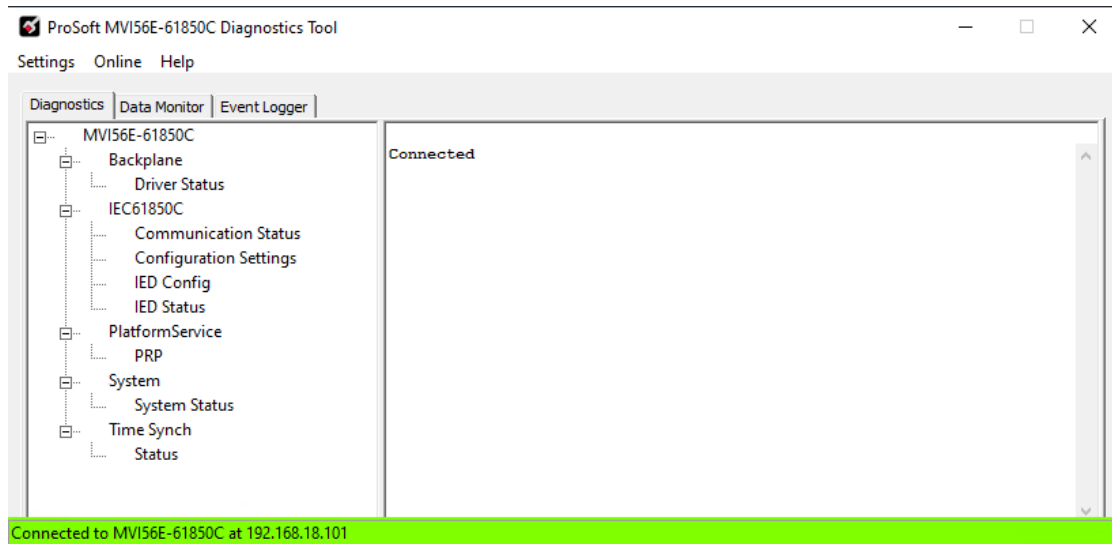 ProSoft MVI56E-61850C Diagnostics Tool
Settings Online Help
Diagnostics Data Monitor Event Logger
MVI56E-61850C
Backplane
Driver Status
IEC61850C
Communication Status
Configuration Settings
IED Config
IED Status
PlatformService
PRP
System
System Status
Time Synch
Status
Connected
Connected to MVI56E-61850C at 192.168.18.101